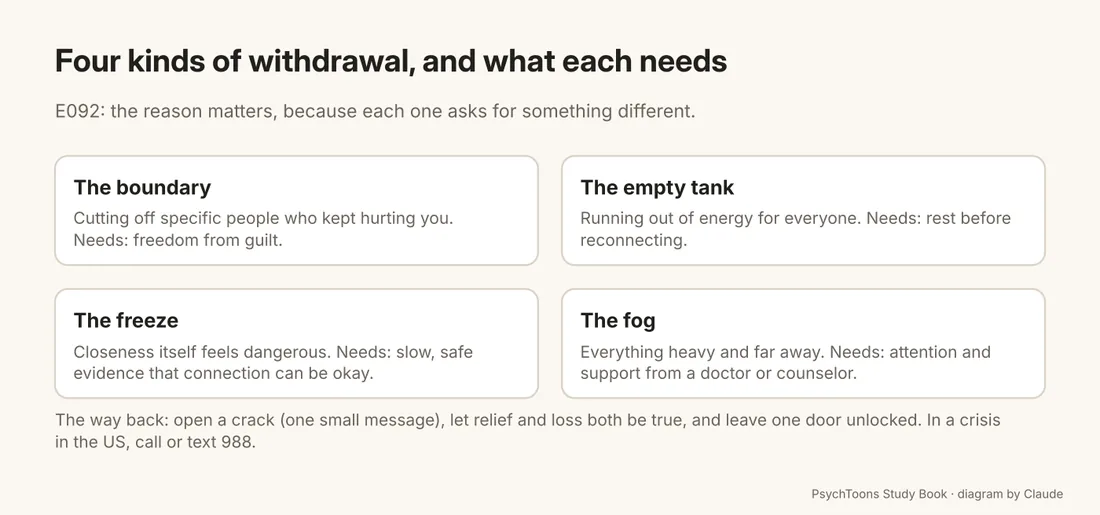 Four kinds of withdrawal, and what each needs
E092: the reason matters, because each one asks for something different.
The boundary
Cutting off specific people who kept hurting you.
Needs: freedom from guilt.
The empty tank
Running out of energy for everyone. Needs: rest before
reconnecting.
The freeze
Closeness itself feels dangerous. Needs: slow, safe
evidence that connection can be okay.
The fog
Everything heavy and far away. Needs: attention and
support from a doctor or counselor.
The way back: open a crack (one small message), let relief and loss both be true, and leave one door unlocked. In a crisis
in the US, call or text 988.
PsychToons Study Book · diagram by Claude